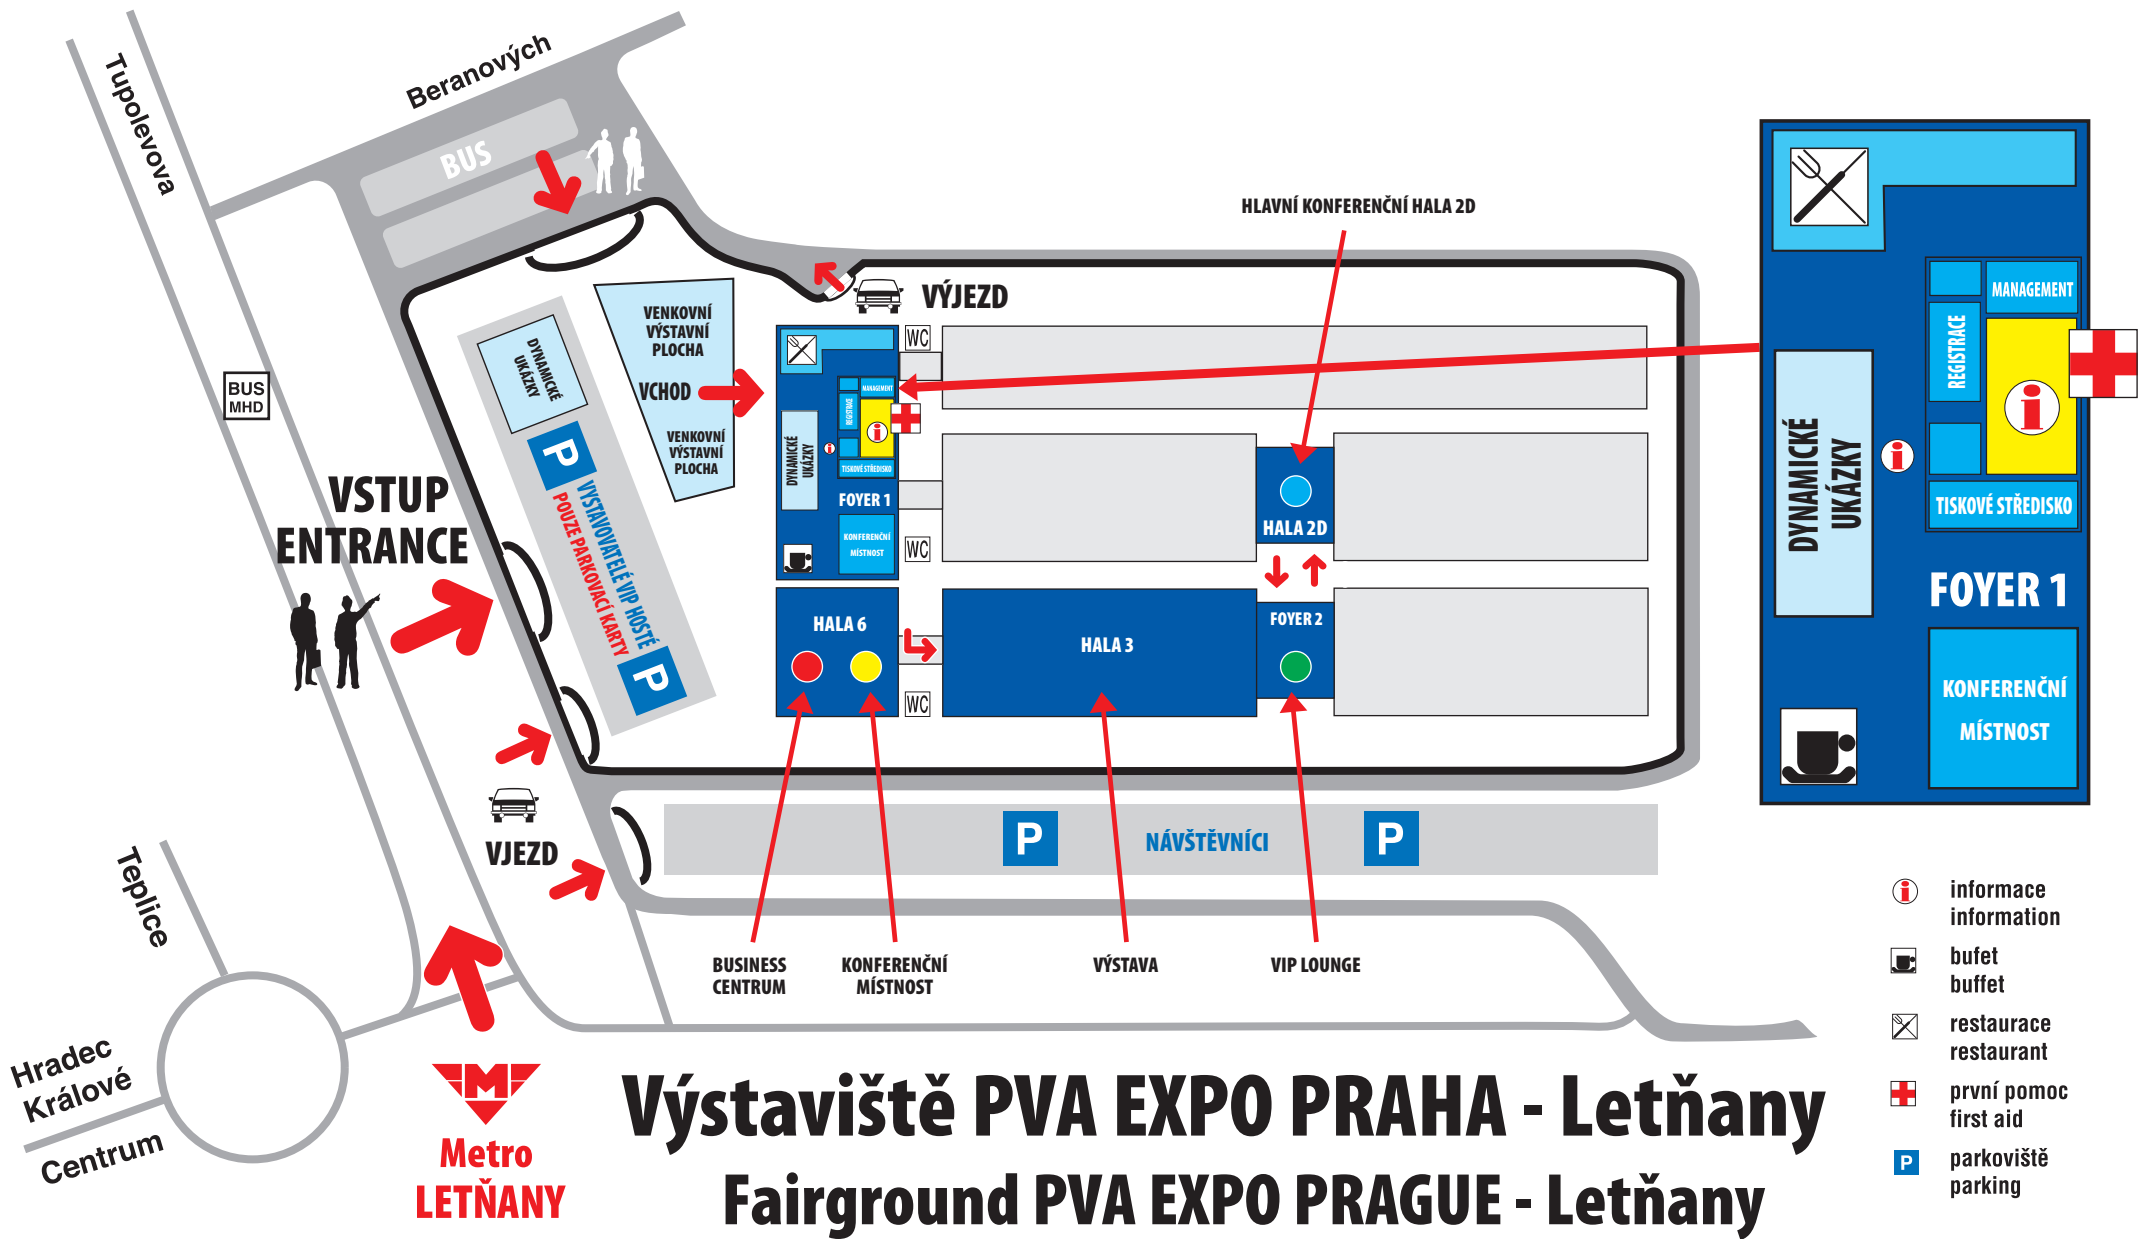 Tupolevova
Beranových
BUS
HLAVNÍ KONFERENČNÍ HALA 2D
VÝJEZD
VENKOVNÍ
VÝSTAVNÍ
PLOCHA
VCHOD
VENKOVNÍ
VÝSTAVNÍ
PLOCHA
DYNAMICKÉ
UKÁZKY
BUS
MHD
VSTUP
ENTRANCE
P
VYSTAVOVATELÉ VIP HOSTÉ
POUZE PARKOVACÍ KARTY
P
WC
MANAGEMENT
REGISTRACE
DYNAMICKÉ
UKÁZKY
TISKOVÉ STŘEDISKO
FOYER 1
KONFERENČNÍ
MÍSTNOST
WC
HALA 2D
HALA 6
WC
HALA 3
FOYER 2
MANAGEMENT
REGISTRACE
DYNAMICKÉ
UKÁZKY
TISKOVÉ STŘEDISKO
FOYER 1
KONFERENČNÍ
MÍSTNOST
VJEZD
P
NÁVŠTĚVNÍCI
P
BUSINESS
CENTRUM
KONFERENČNÍ
MÍSTNOST
VÝSTAVA
VIP LOUNGE
Teplice
Hradec
Králové
Centrum
M
Metro
LETŇANY
Výstaviště PVA EXPO PRAHA - Letňany
Fairground PVA EXPO PRAGUE - Letňany
i
informace
information
bufet
buffet
restaurace
restaurant
první pomoc
first aid
P
parkoviště
parking